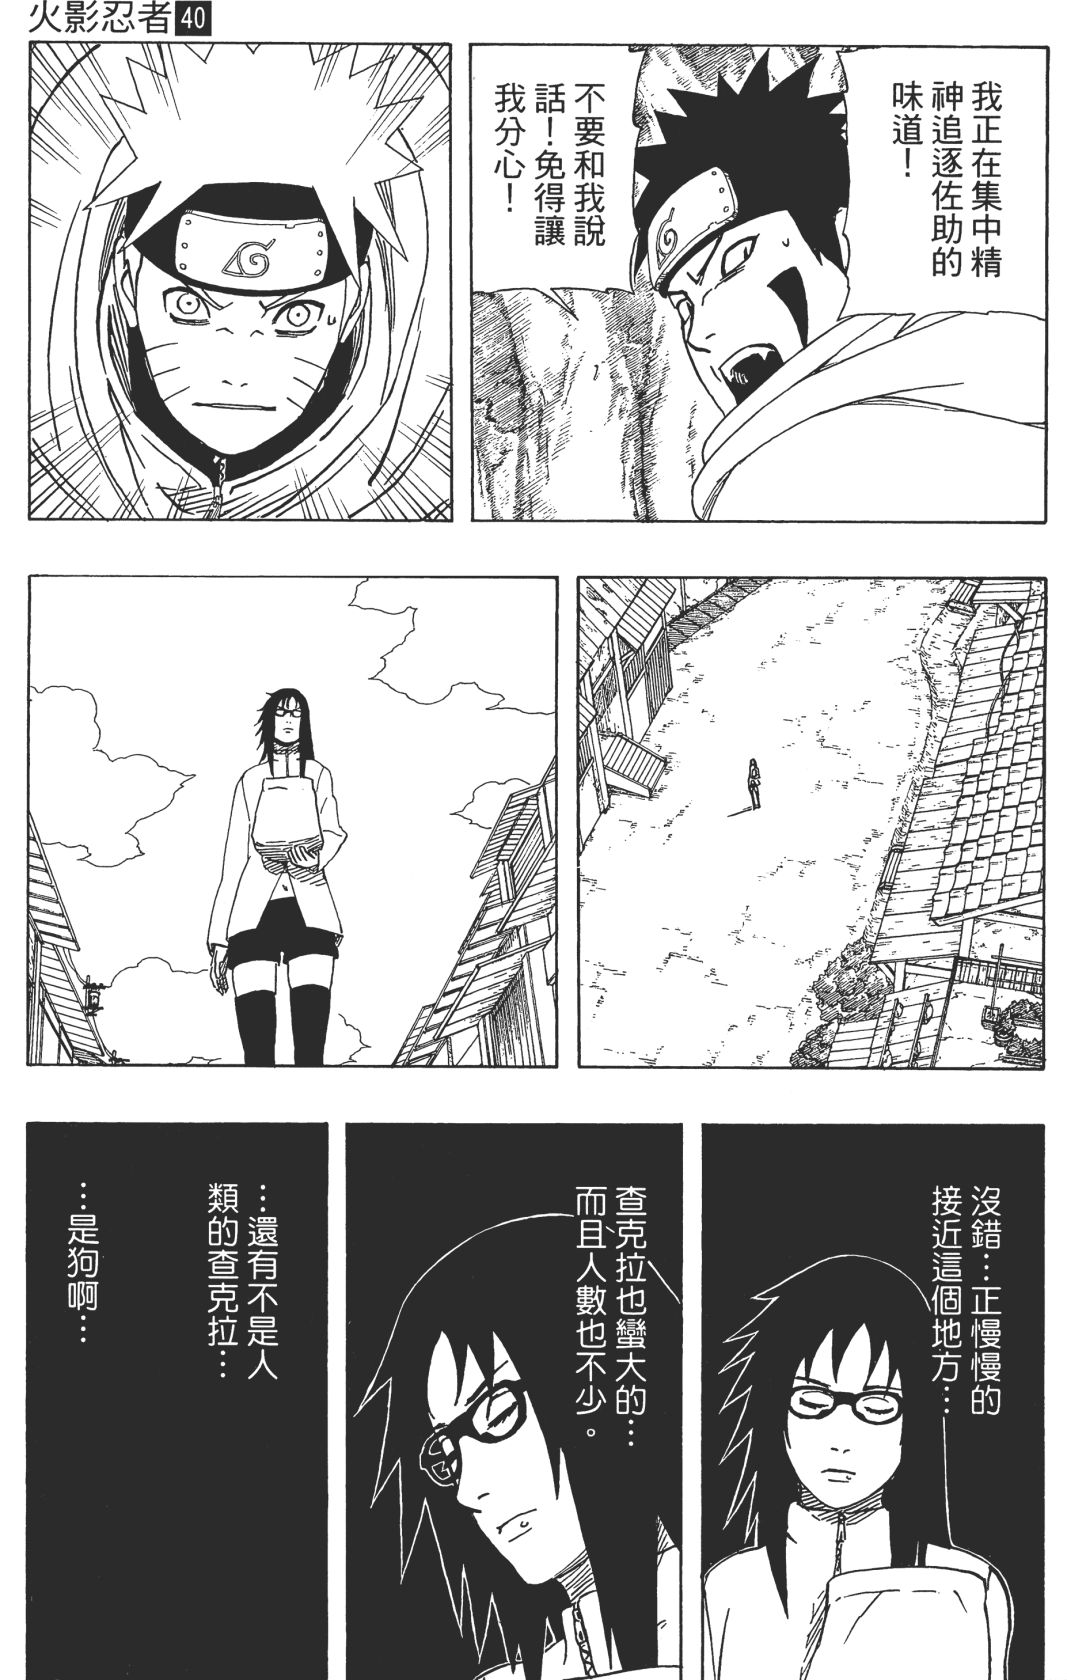 火影忍者 40
我正在集中精
神追逐佐助的
味道！
不要和我說
話！免得讓
我分心！
沒錯…正慢慢的
接近這個地方…
查克拉也蠻大的…
而且人數也不少。
…還有不是人
類的查克拉…
…是狗啊…